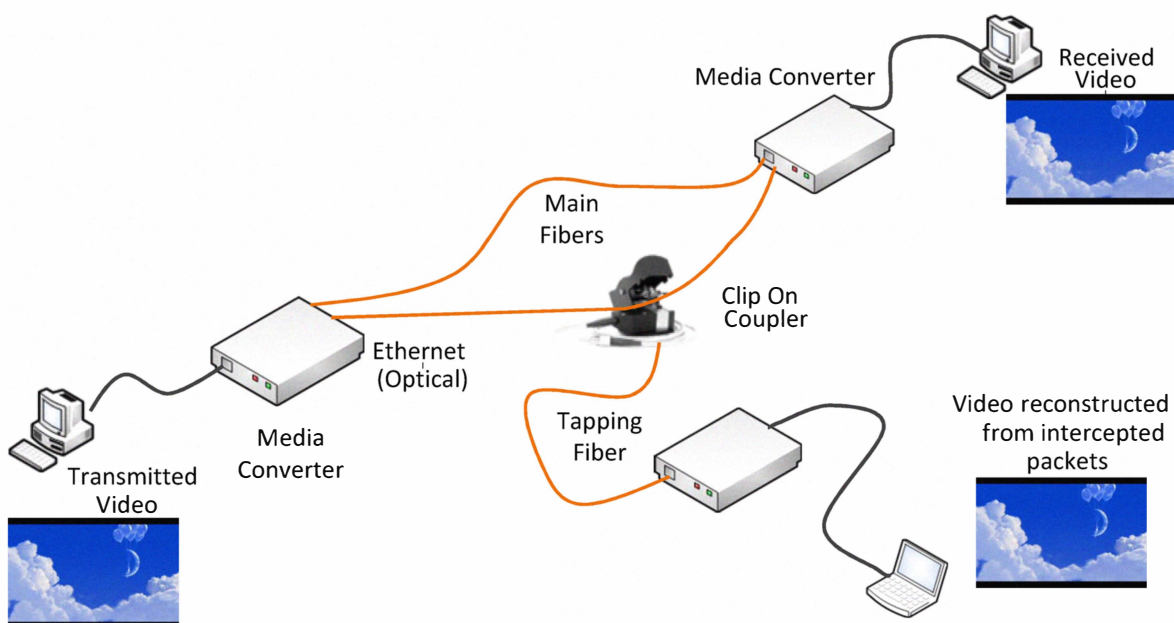 Media Converter
Received
Video
Main
Fibers
Clip On
Coupler
Ethernet
(Optical)
Media
Converter
Transmitted
Video
Tapping
Fiber
Video reconstructed
from intercepted
packets